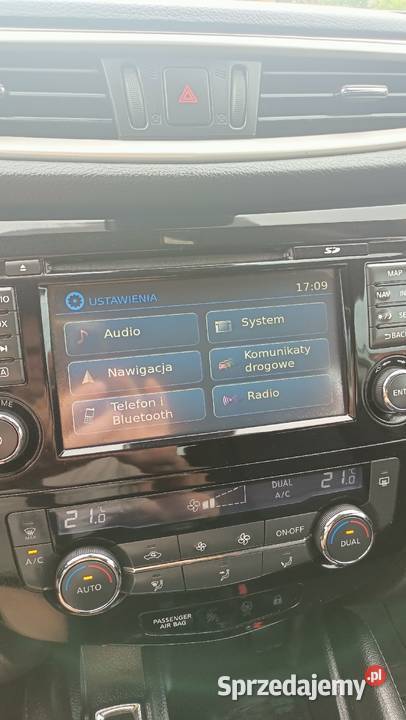 SD
MAP
NAV
BACK
USTAWIENIA
17:09
Audio
System
Nawigacja
Komunikaty
drogowe
Telefon i
Bluetooth
Radio
21.0
DUAL
A/C
21.0
°C
MAX
A/C
ON·OFF
AUTO
DUAL
PASSENGER
AIR BAG
Sprzedajemy.pl